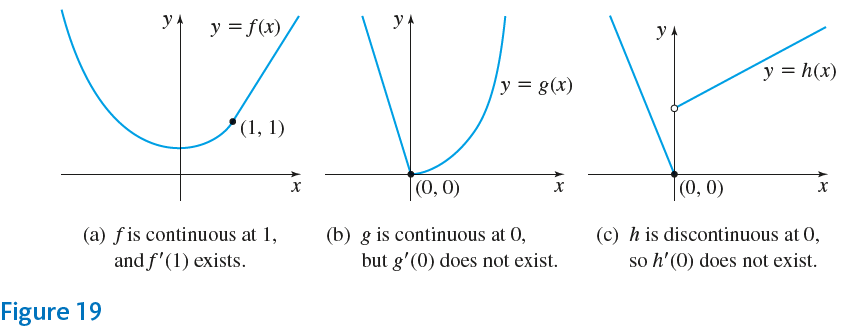 y
y = f(x)
(1, 1)
x
y
y = g(x)
(0, 0)
x
y
y = h(x)
(0, 0)
x
(a) f is continuous at 1,
and f′(1) exists.
(b) g is continuous at 0,
but g′(0) does not exist.
(c) h is discontinuous at 0,
so h′(0) does not exist.
Figure 19